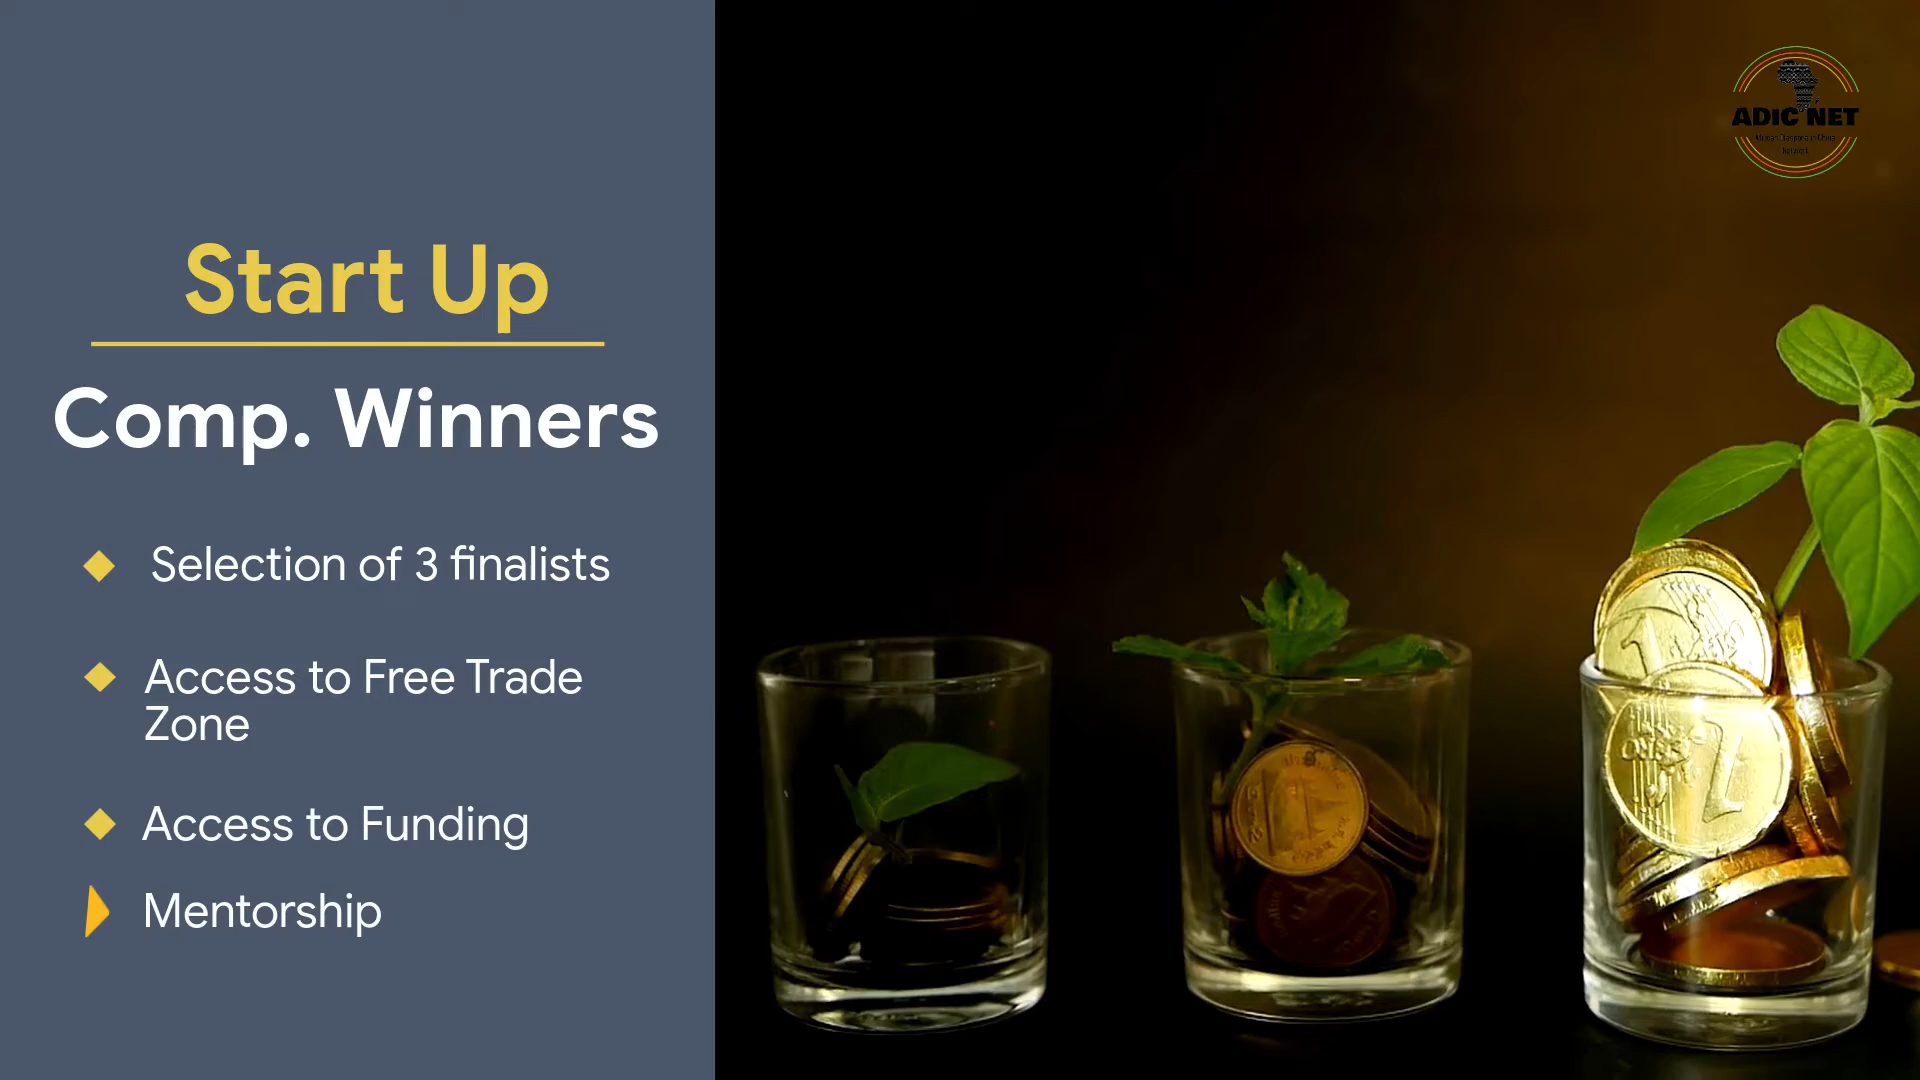 ADIC NET
Start Up
Comp. Winners
Selection of 3 finalists
Access to Free Trade
Zone
Access to Funding
Mentorship